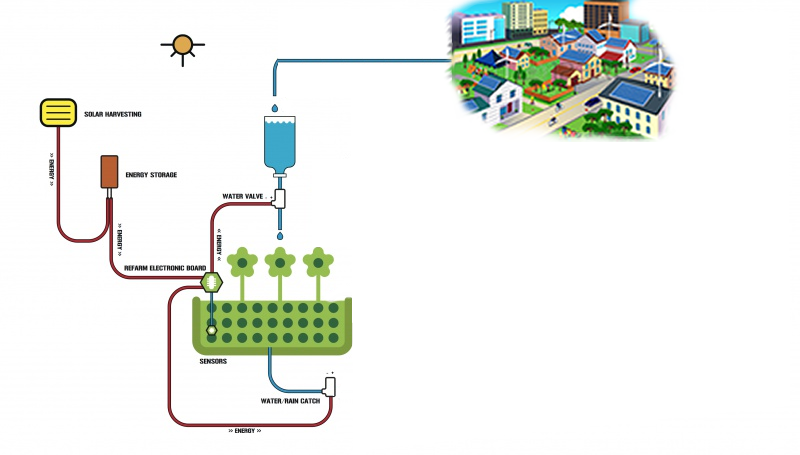 SOLAR HARVESTING
>> ENERGY >>
ENERGY STORAGE
WATER VALVE - +
>> ENERGY >>
>> ENERGY >>
REFARM ELECTRONIC BOARD
SENSORS
- +
WATER/RAIN CATCH
>> ENERGY >>